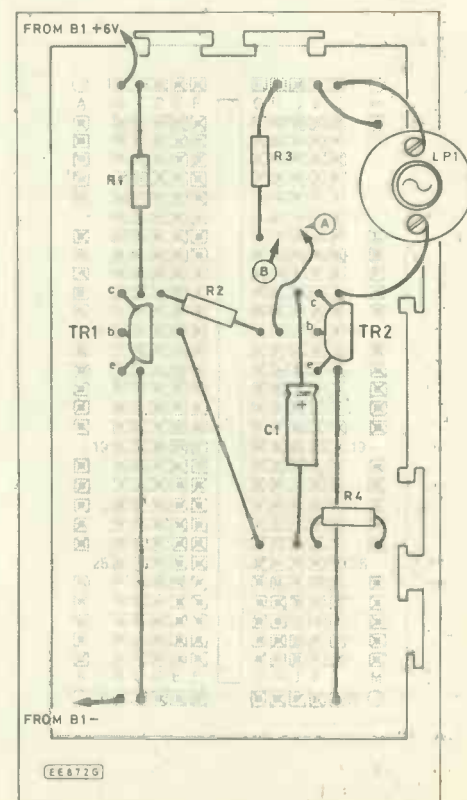 FROM B1 +6V
R1
R3
LP1
A
B
c
R2
c
TR1
b
b
TR2
e
e
C1
+
R4
FROM B1-
EE872G